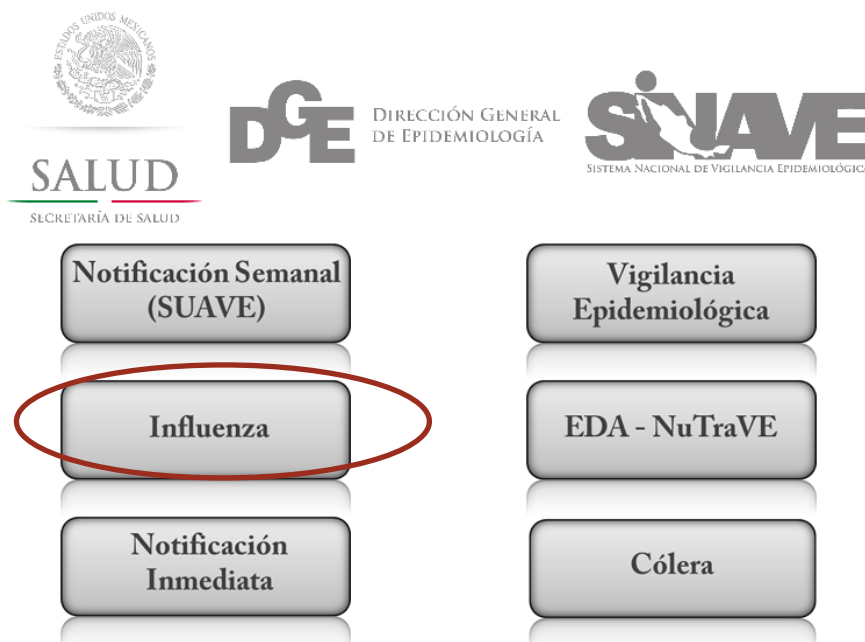 ESTADOS UNIDOS MEXICANOS
SALUD
SECRETARÍA DE SALUD
DGE
DIRECCIÓN GENERAL
DE EPIDEMIOLOGÍA
SINAVE
SISTEMA NACIONAL DE VIGILANCIA EPIDEMIOLÓGICA
Notificación Semanal
(SUAVE)
Vigilancia
Epidemiológica
Influenza
EDA - NuTraVE
Notificación
Inmediata
Cólera